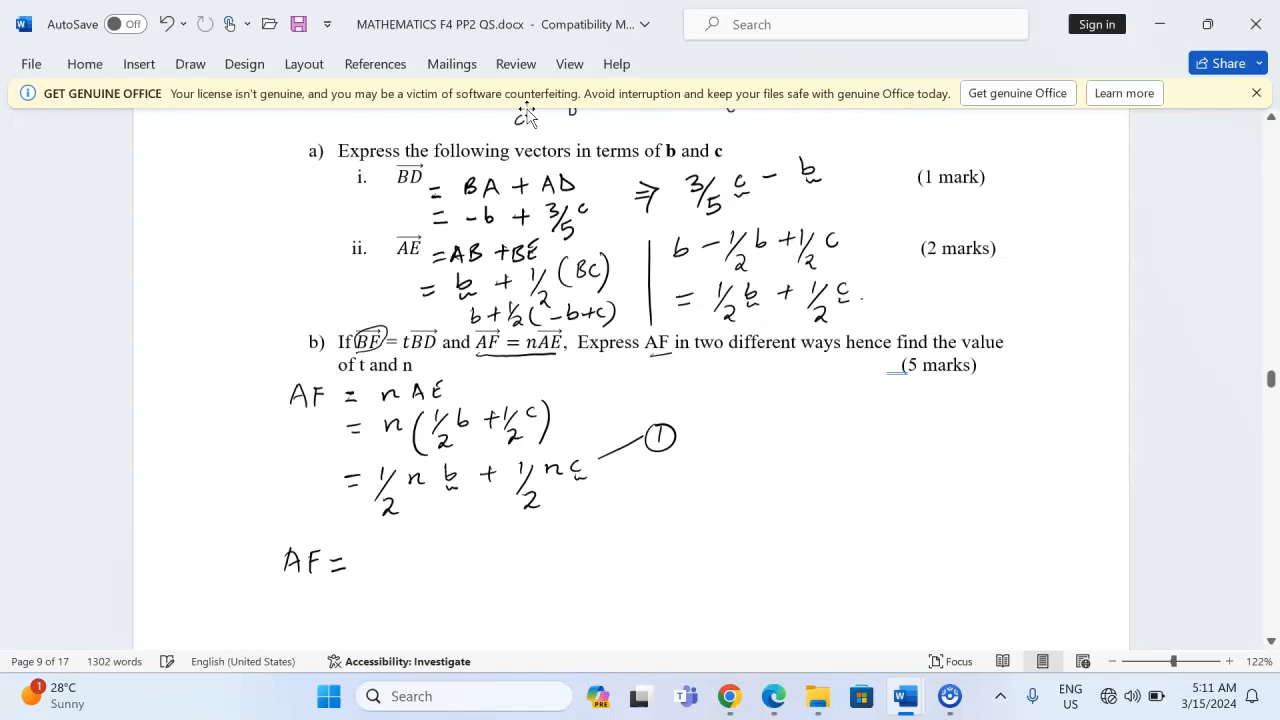 AutoSave Off MATHEMATICS F4 PP2 QS.docx - Compatibility M... Search Sign in
File Home Insert Draw Design Layout References Mailings Review View Help Share
GET GENUINE OFFICE Your license isn't genuine, and you may be a victim of software counterfeiting. Avoid interruption and keep your files safe with genuine Office today. Get genuine Office Learn more
a) Express the following vectors in terms of b and c
i. BD = BA + AD ⇒ 3/5 c - b (1 mark)
= -b + 3/5 c
ii. AE = AB + BE b - 1/2 b + 1/2 c (2 marks)
= b + 1/2 (BC) = 1/2 b + 1/2 c.
b + 1/2 (-b+c)
b) If BF = tBD and AF = nAE, Express AF in two different ways hence find the value
of t and n (5 marks)
AF = n AE
= n (1/2 b + 1/2 c)
= 1/2 n b + 1/2 n c 1
AF =
Page 9 of 17 1302 words English (United States) Accessibility: Investigate Focus 122%
1 28°C Sunny Search PRE ENG US 5:11 AM 3/15/2024